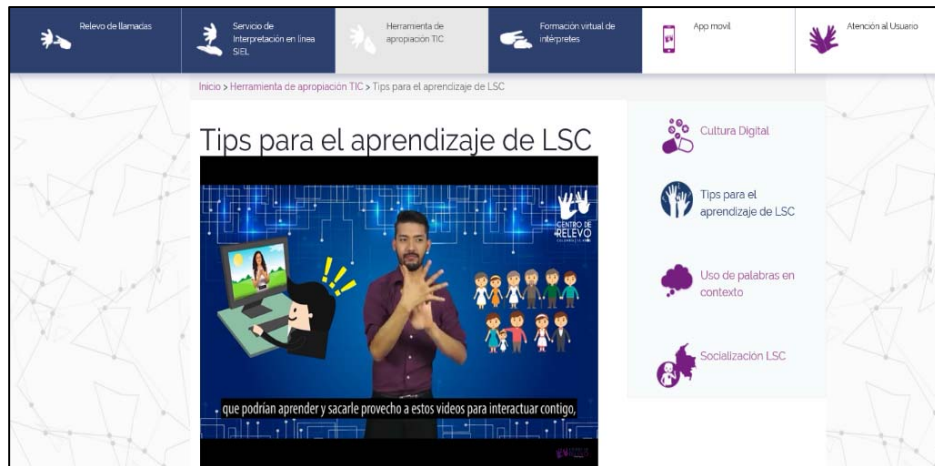 Relevo de llamadas
Servicio de
Interpretación en línea
SIEL
Herramienta de
apropiación TIC
Formación virtual de
intérpretes
App movil
Atención al Usuario
Inicio > Herramienta de apropiación TIC > Tips para el aprendizaje de LSC
Tips para el aprendizaje de LSC
CENTRO DE
RELEVO
que podrían aprender y sacarle provecho a estos videos para interactuar contigo,
Cultura Digital
Tips para el
aprendizaje de LSC
Uso de palabras en
contexto
Socialización LSC